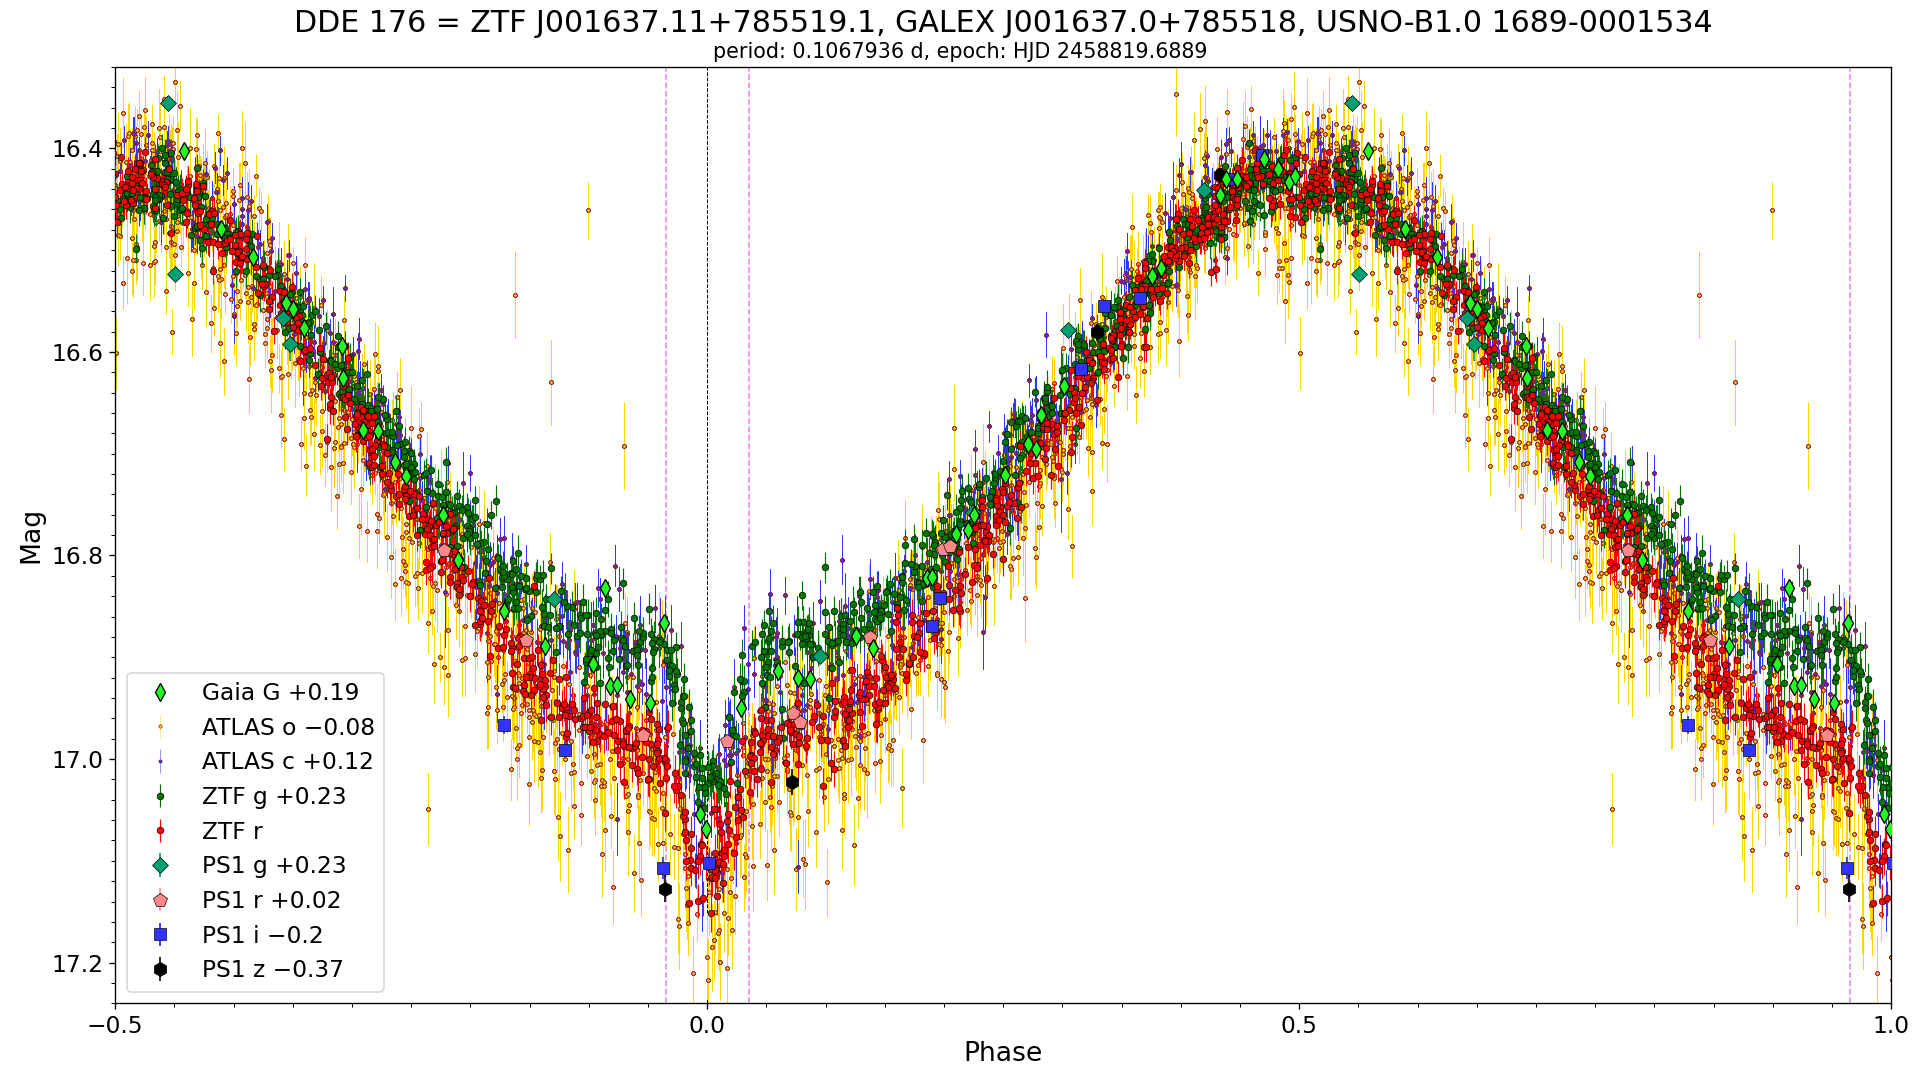 DDE 176 = ZTF J001637.11+785519.1, GALEX J001637.0+785518, USNO-B1.0 1689-0001534
period: 0.1067936 d, epoch: HJD 2458819.6889
Mag
16.4
16.6
16.8
17.0
17.2
Gaia G +0.19
ATLAS o −0.08
ATLAS c +0.12
ZTF g +0.23
ZTF r
PS1 g +0.23
PS1 r +0.02
PS1 i −0.2
PS1 z −0.37
−0.5 0.0 0.5 1.0
Phase